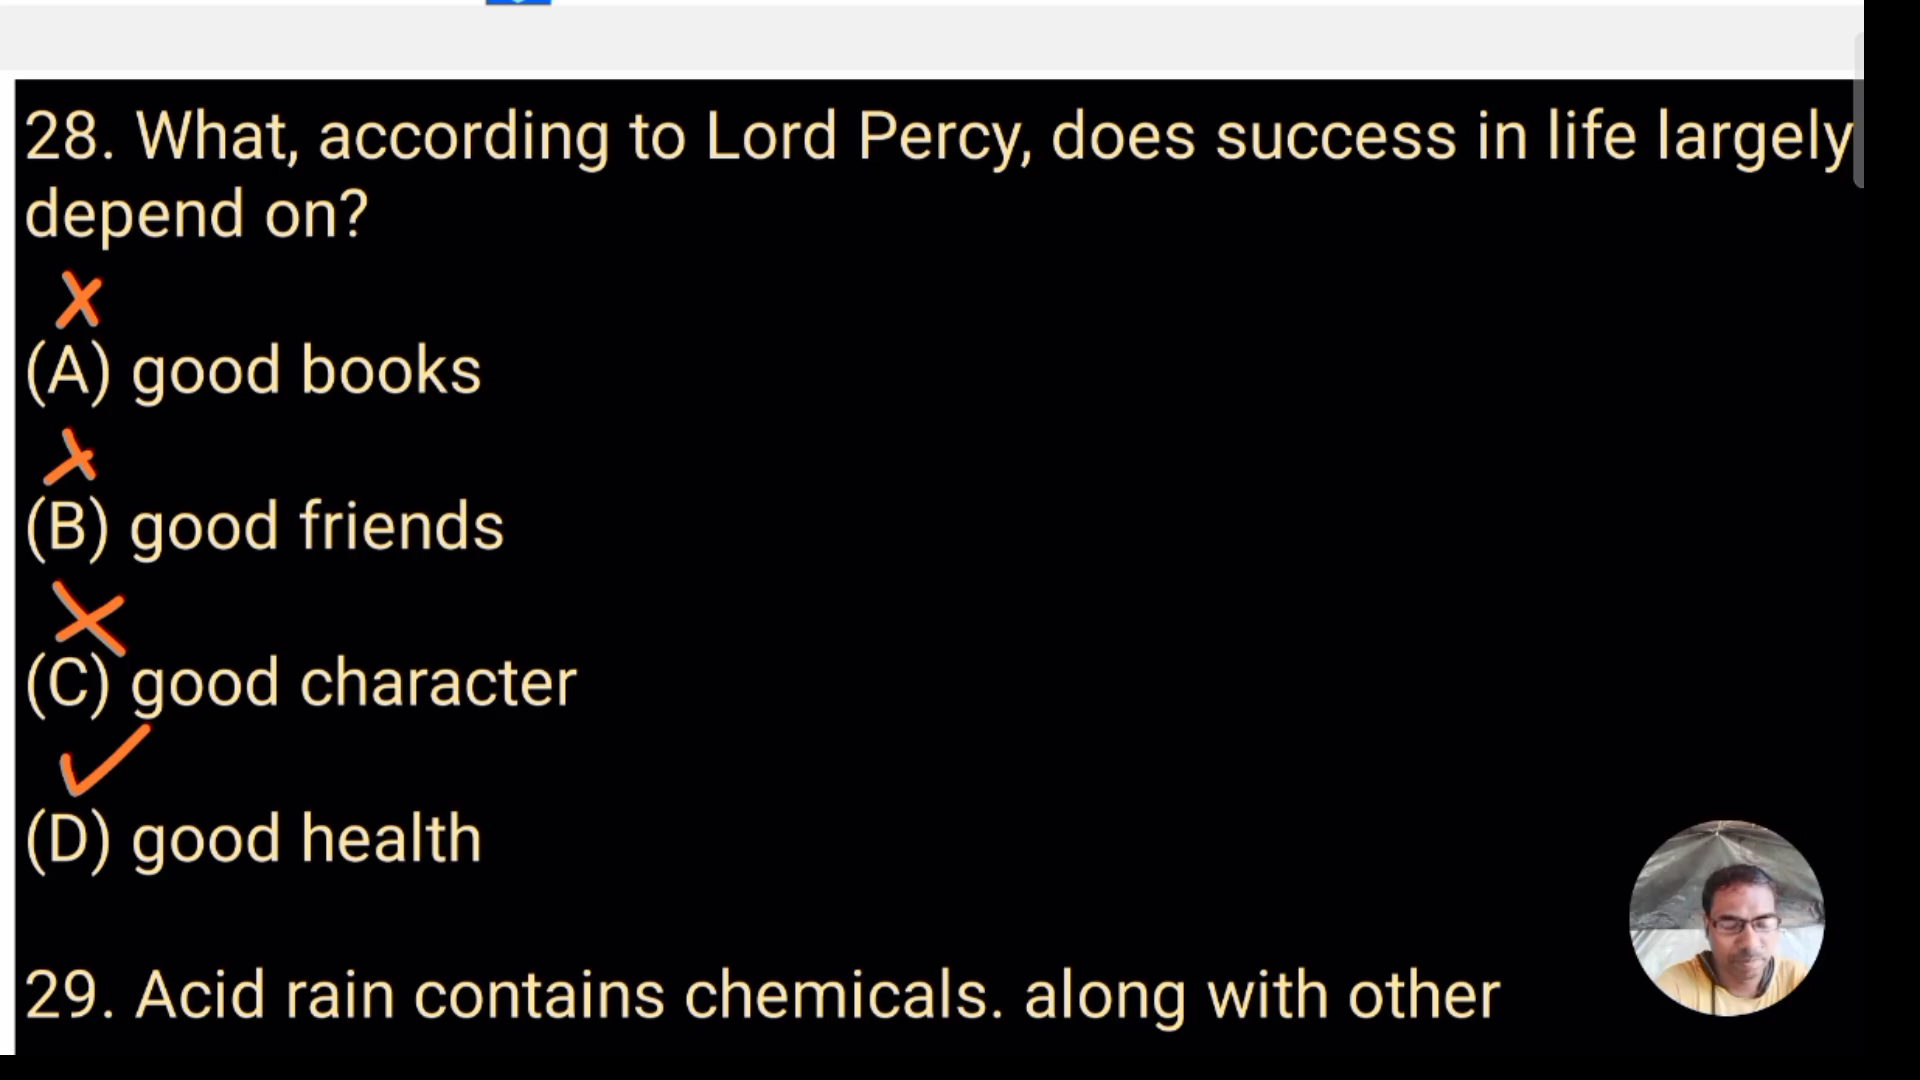 28. What, according to Lord Percy, does success in life largely
depend on?
(A) good books
(B) good friends
(C) good character
(D) good health
29. Acid rain contains chemicals. along with other